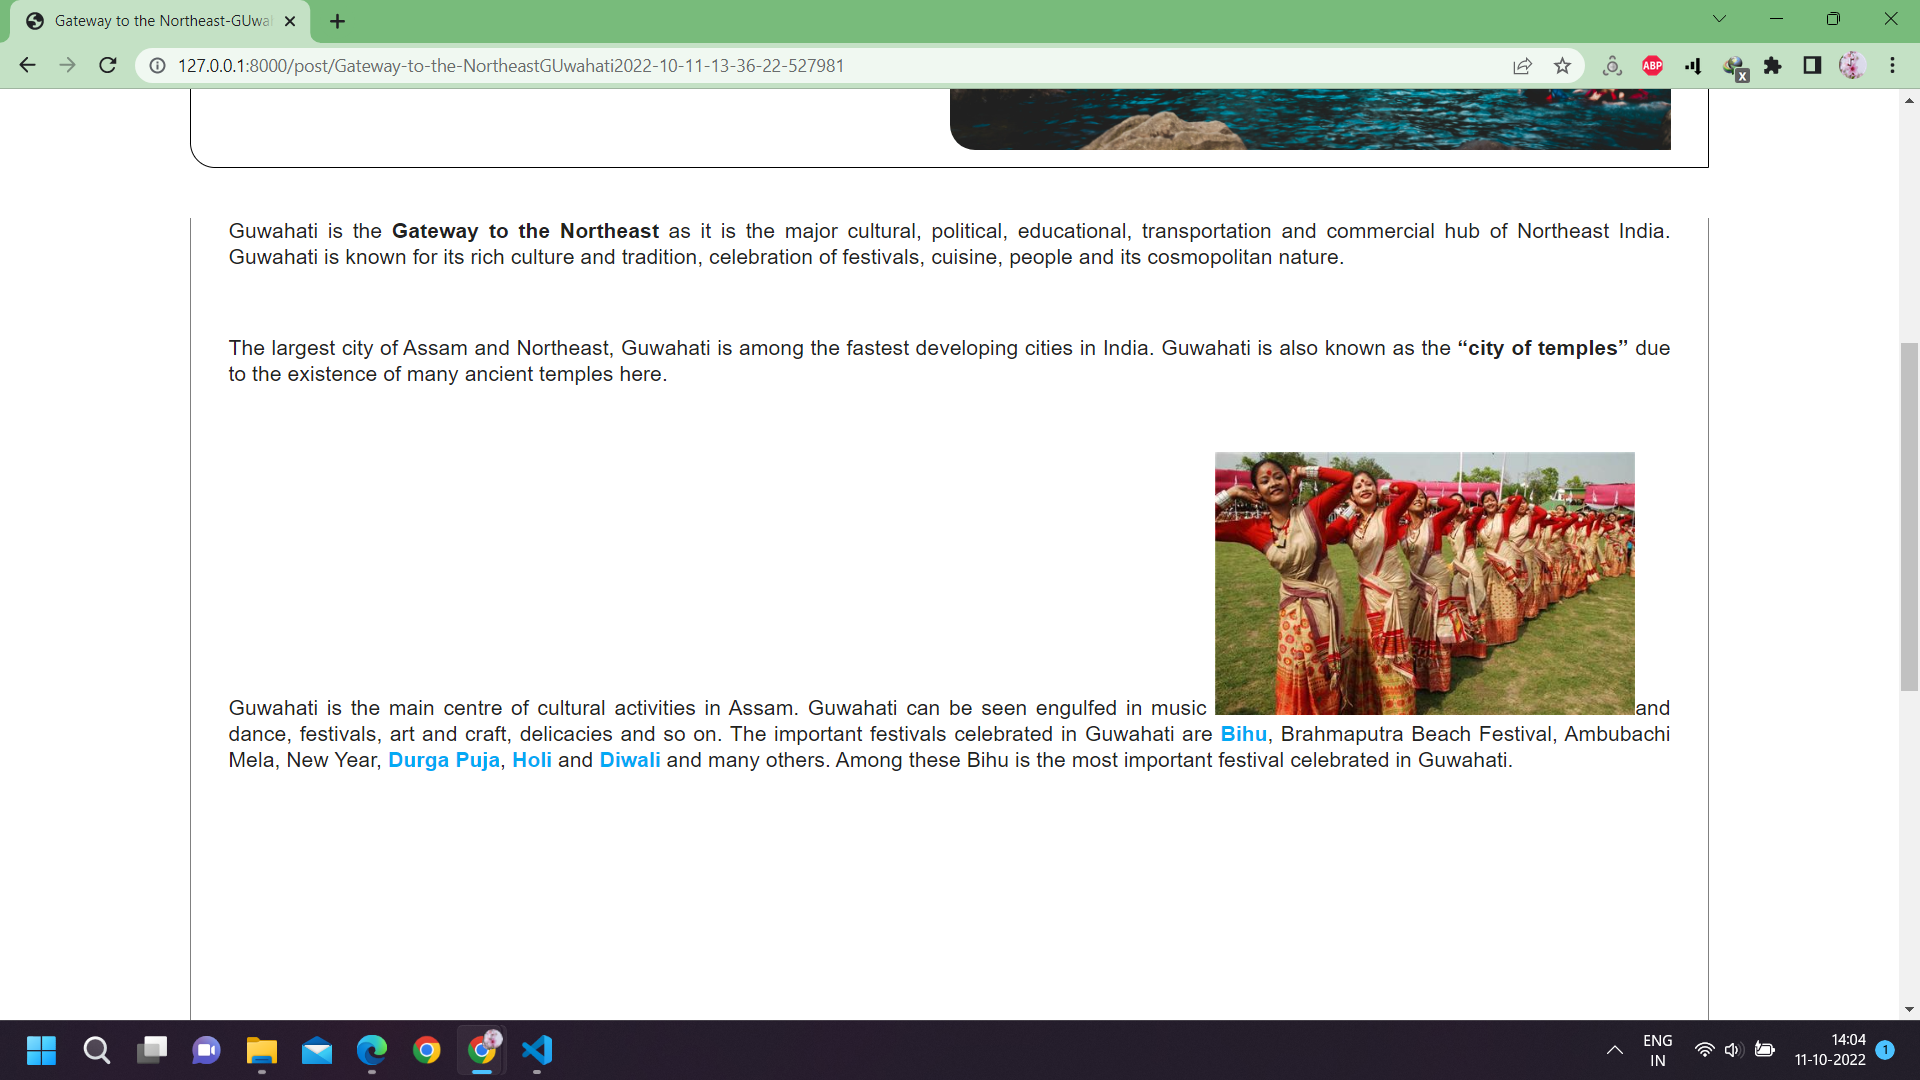 Gateway to the Northeast-GUwa
127.0.0.1:8000/post/Gateway-to-the-NortheastGUwahati2022-10-11-13-36-22-527981
ABP
X
Guwahati is the Gateway to the Northeast as it is the major cultural, political, educational, transportation and commercial hub of Northeast India.
Guwahati is known for its rich culture and tradition, celebration of festivals, cuisine, people and its cosmopolitan nature.
The largest city of Assam and Northeast, Guwahati is among the fastest developing cities in India. Guwahati is also known as the “city of temples” due
to the existence of many ancient temples here.
Guwahati is the main centre of cultural activities in Assam. Guwahati can be seen engulfed in music and
dance, festivals, art and craft, delicacies and so on. The important festivals celebrated in Guwahati are Bihu, Brahmaputra Beach Festival, Ambubachi
Mela, New Year, Durga Puja, Holi and Diwali and many others. Among these Bihu is the most important festival celebrated in Guwahati.
ENG
IN
14:04
11-10-2022
1